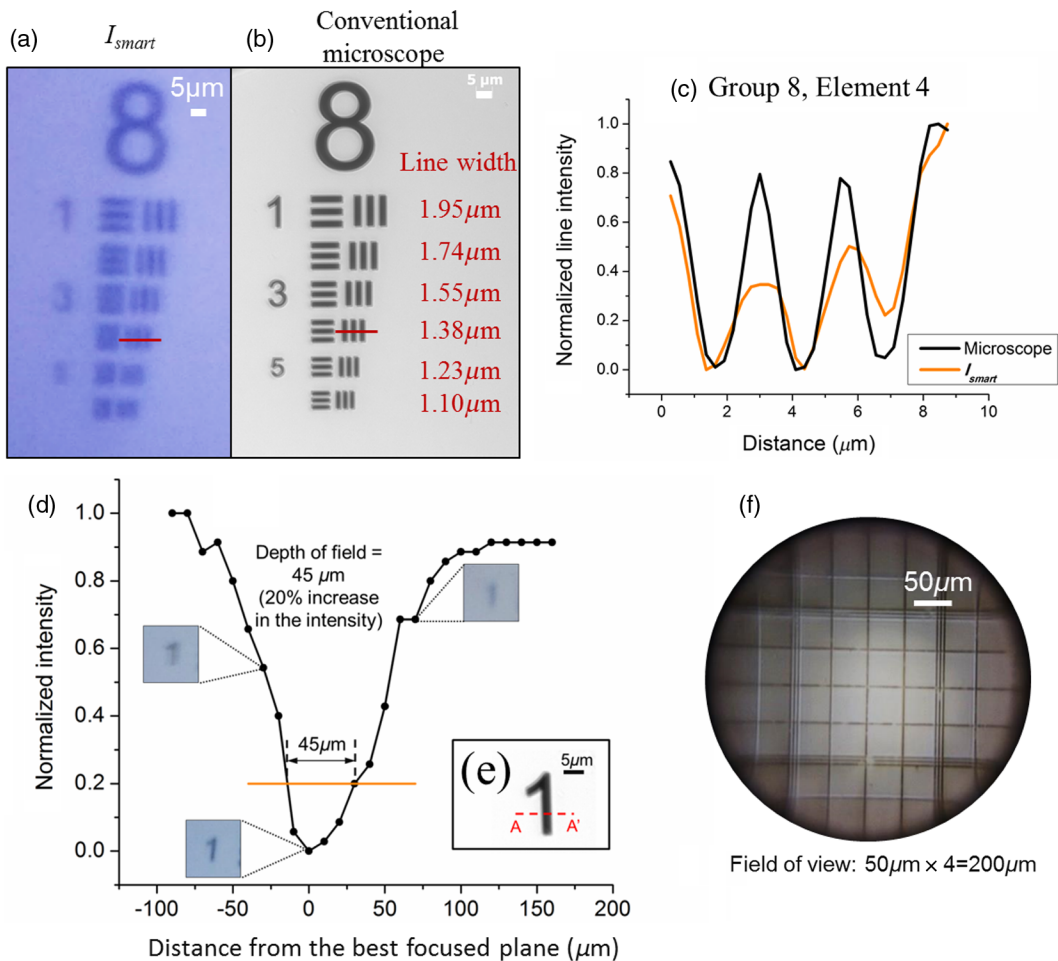 (a)
I_smart
5µm
8
1
3
(b)
Conventional
microscope
5 µm
8
Line width
1
1.95µm
1.74µm
3
1.55µm
1.38µm
5
1.23µm
1.10µm
(c) Group 8, Element 4
Normalized line intensity
1.0
0.8
0.6
0.4
0.2
0.0
Microscope
I_smart
0 2 4 6 8 10
Distance (µm)
(d)
Normalized intensity
1.0
0.8
0.6
0.4
0.2
0.0
Depth of field =
45 µm
(20% increase
in the intensity)
1
1
45µm
1
-100 -50 0 50 100 150 200
Distance from the best focused plane (µm)
(e)
5µm
1
A A'
(f)
50µm
Field of view: 50µm × 4=200µm